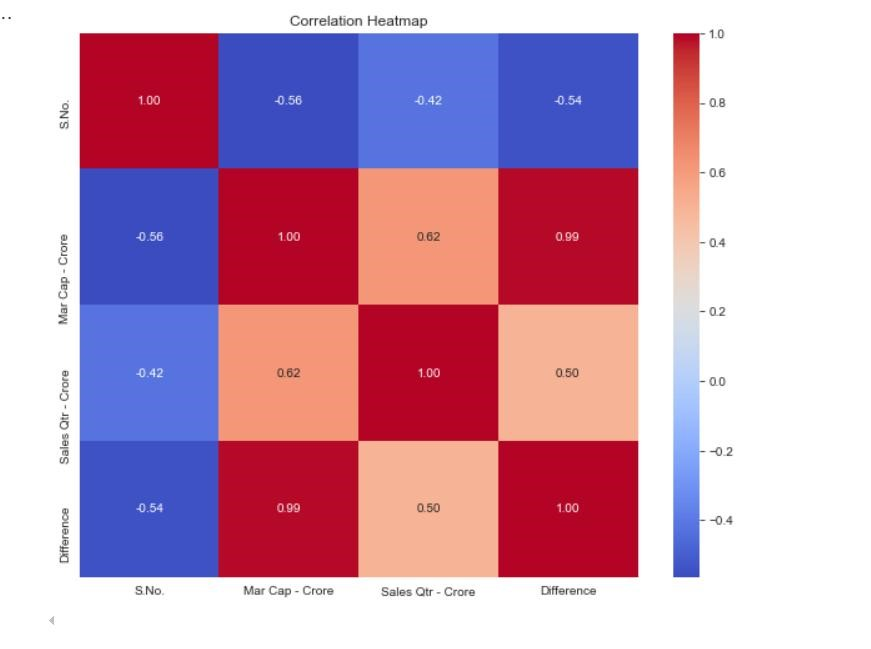 ..
Correlation Heatmap
S.No.
1.00 -0.56 -0.42 -0.54
Mar Cap - Crore
-0.56 1.00 0.62 0.99
Sales Qtr - Crore
-0.42 0.62 1.00 0.50
Difference
-0.54 0.99 0.50 1.00
S.No. Mar Cap - Crore Sales Qtr - Crore Difference
1.0
0.8
0.6
0.4
0.2
0.0
−0.2
−0.4